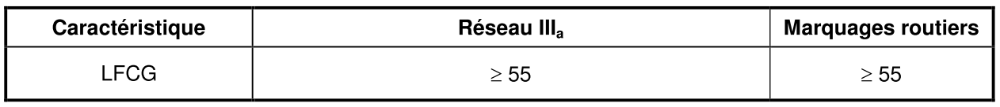 Caractéristique Réseau IIIₐ Marquages routiers
LFCG ≥ 55 ≥ 55